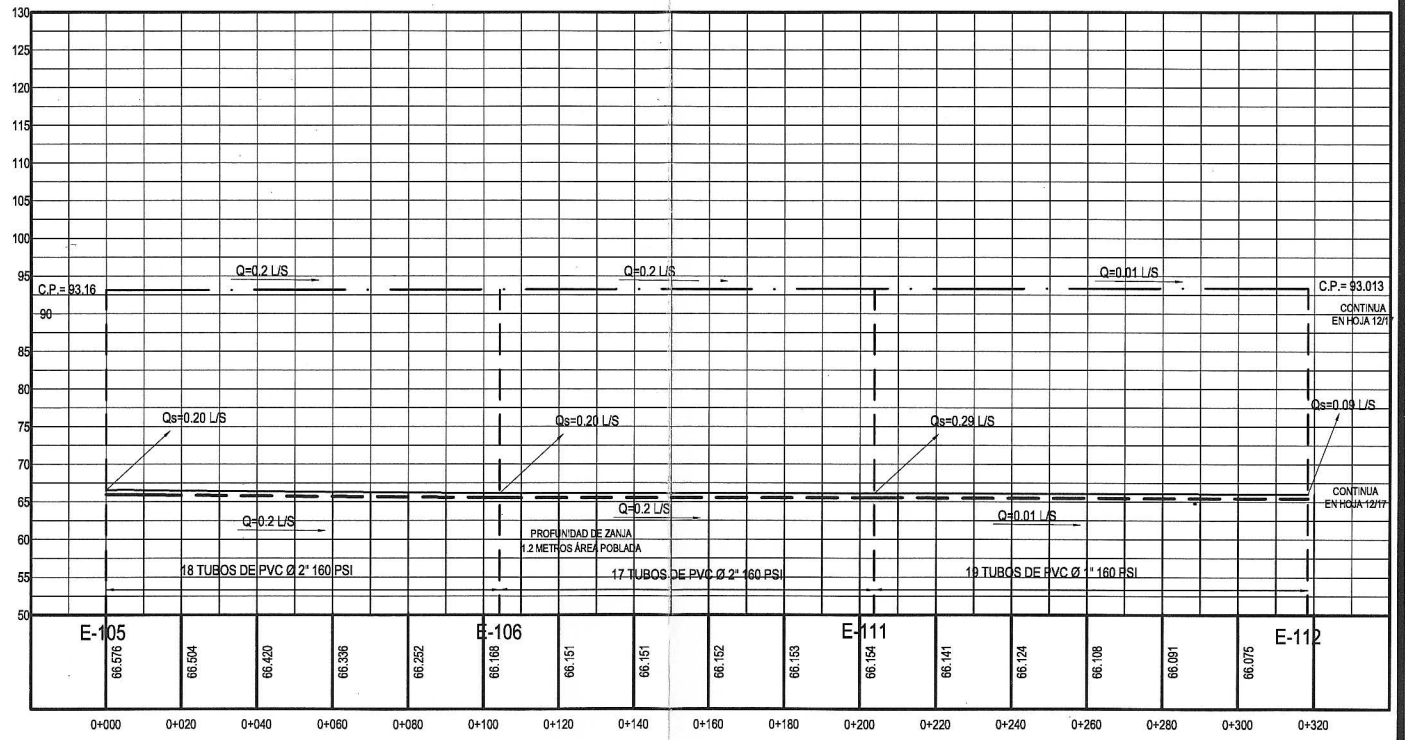 130
125
120
115
110
105
100
95
Q=0.2 L/S
Q=0.2 L/S
Q=0.01 L/S
C.P.= 93.16
C.P.= 93.013
90
CONTINUA
EN HOJA 12/17
85
80
75
Qs=0.20 L/S
Qs=0.20 L/S
Qs=0.29 L/S
Qs=0.09 L/S
70
65
CONTINUA
EN HOJA 12/17
Q=0.2 L/S
Q=0.2 L/S
Q=0.01 L/S
60
PROFUNIDAD DE ZANJA
1.2 METROS ÁREA POBLADA
55
18 TUBOS DE PVC Ø 2" 160 PSI
17 TUBOS DE PVC Ø 2" 160 PSI
19 TUBOS DE PVC Ø 1" 160 PSI
50
E-105
E-106
E-111
E-112
66.576
66.504
66.420
66.336
66.252
66.168
66.151
66.151
66.152
66.153
66.154
66.141
66.124
66.108
66.091
66.075
0+000
0+020
0+040
0+060
0+080
0+100
0+120
0+140
0+160
0+180
0+200
0+220
0+240
0+260
0+280
0+300
0+320